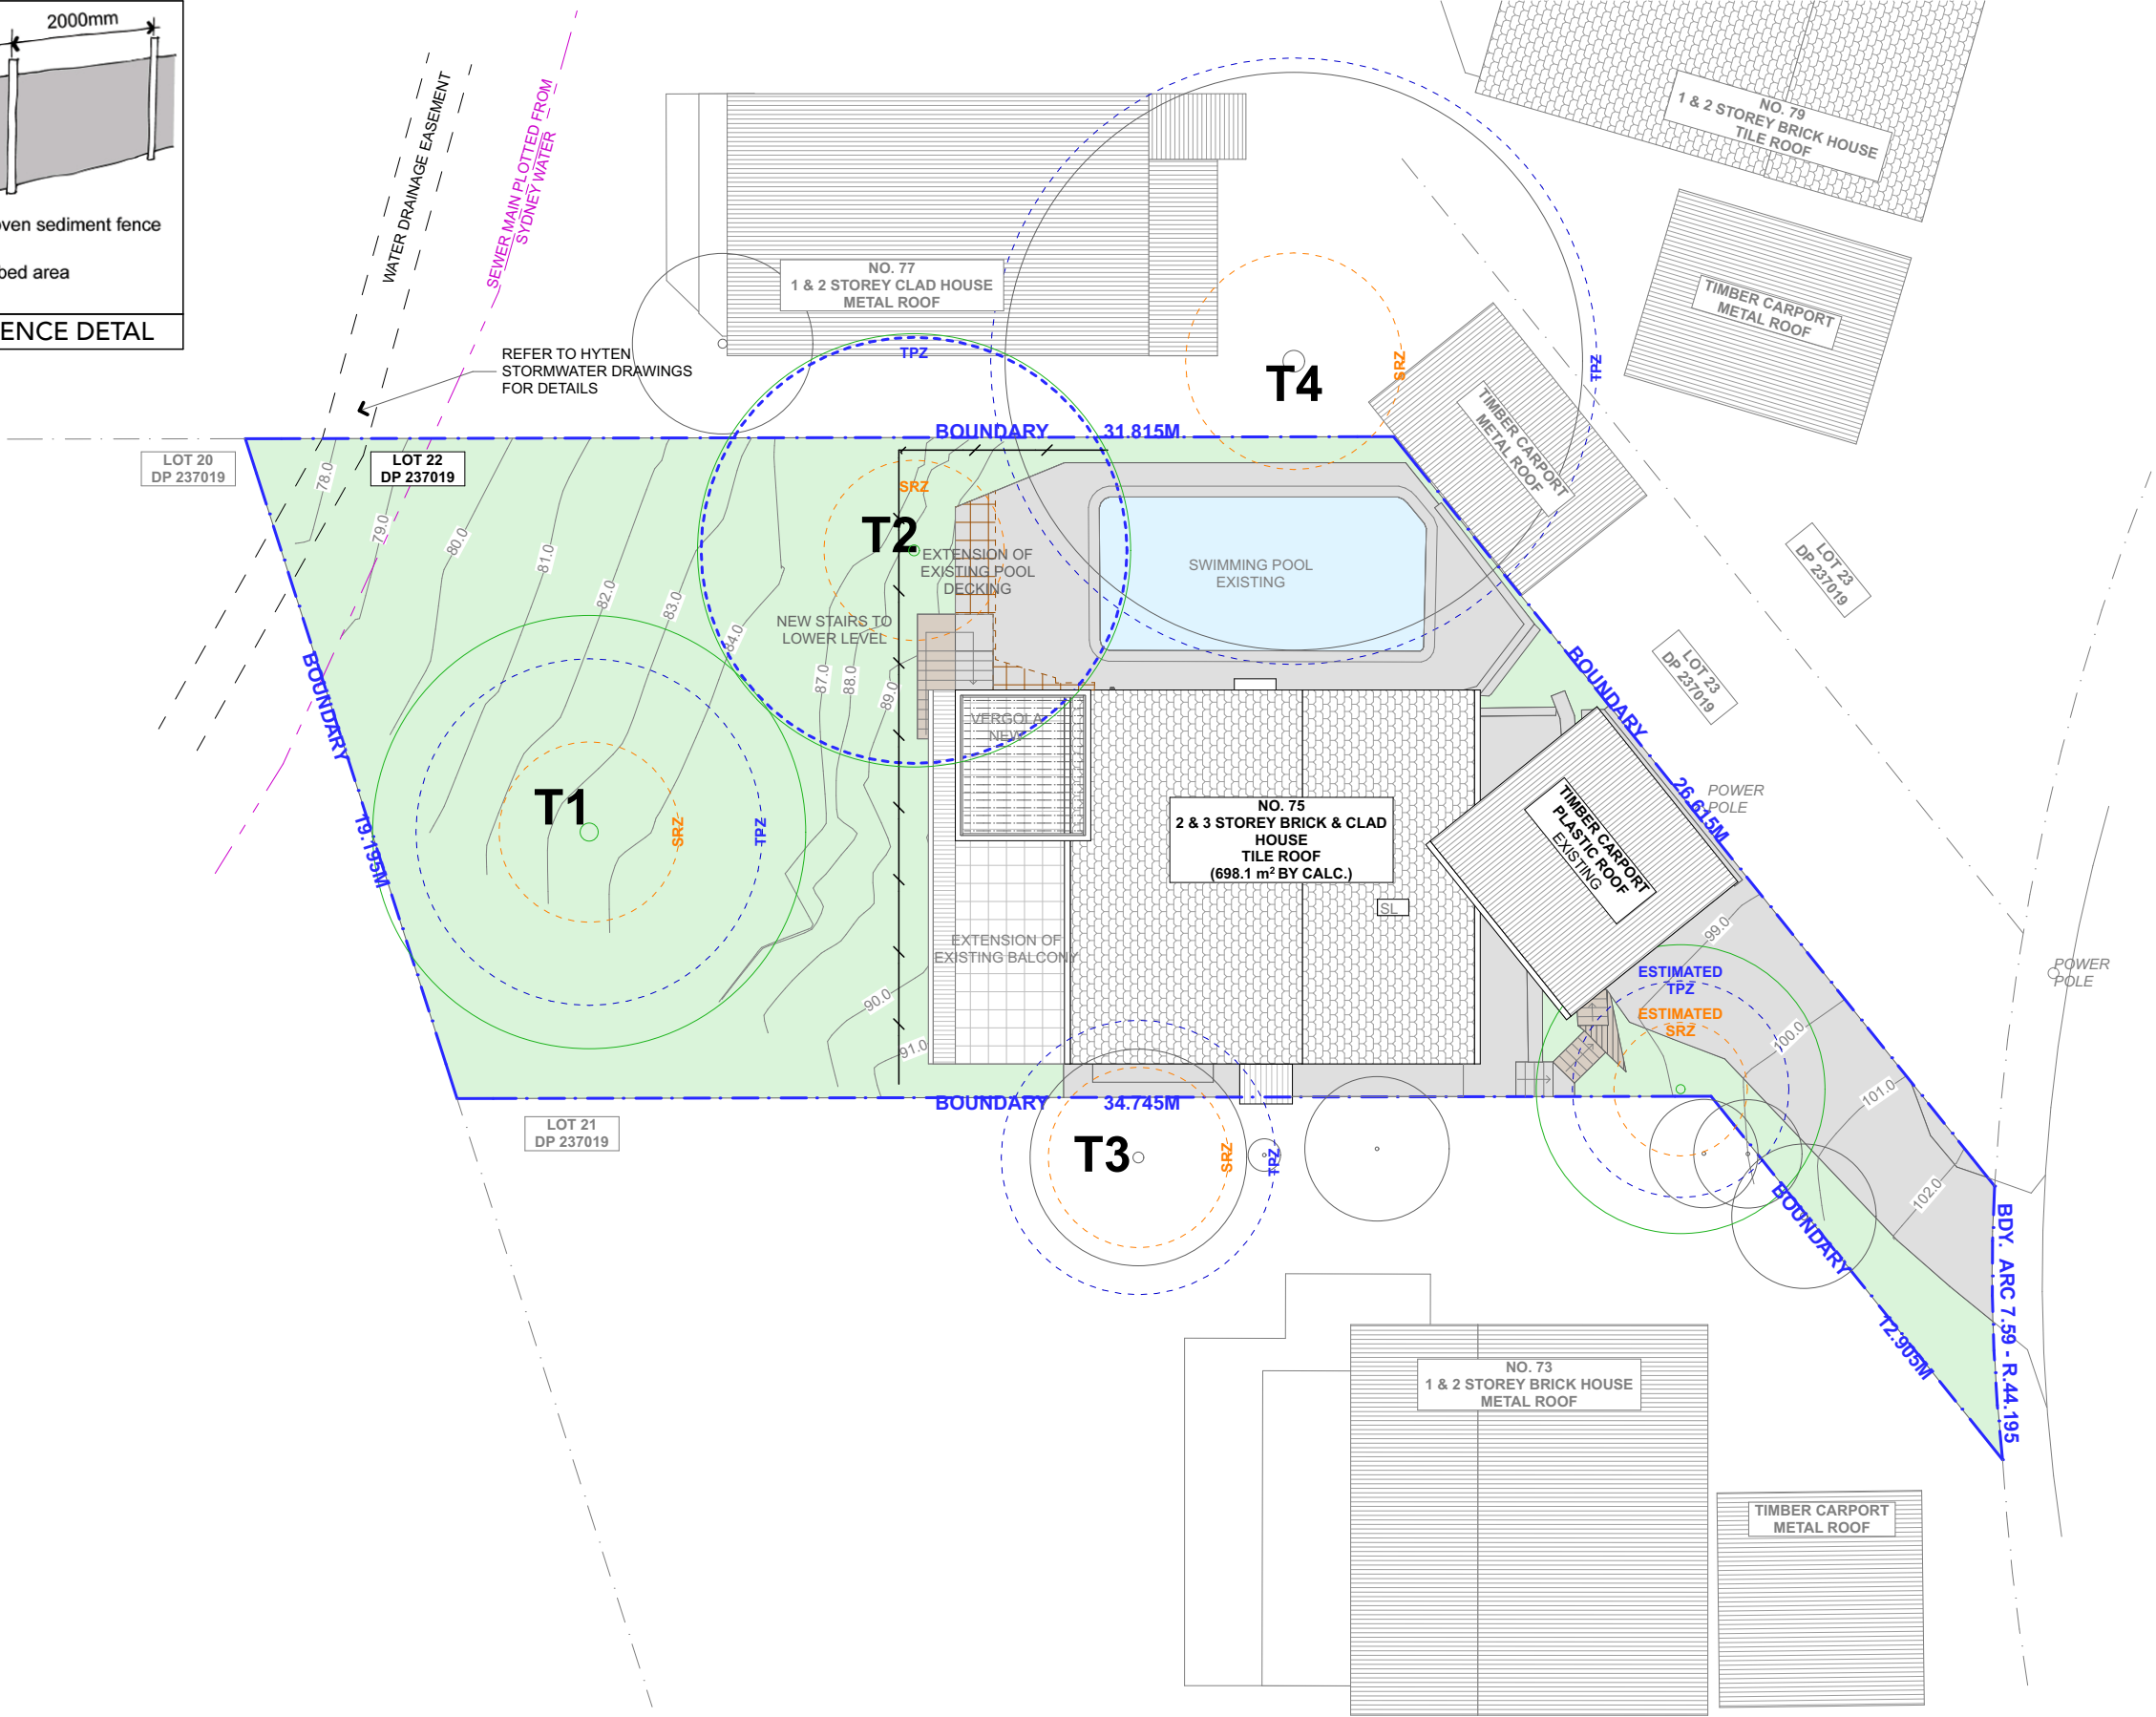 2000mm
oven sediment fence
bed area
ENCE DETAL
WATER DRAINAGE EASEMENT
SEWER MAIN PLOTTED FROM
SYDNEY WATER
REFER TO HYTEN
STORMWATER DRAWINGS
FOR DETAILS
NO. 77
1 & 2 STOREY CLAD HOUSE
METAL ROOF
NO. 79
1 & 2 STOREY BRICK HOUSE
TILE ROOF
TIMBER CARPORT
METAL ROOF
TPZ
T4
SRZ
TPZ
TIMBER CARPORT
METAL ROOF
BOUNDARY 31.815M
LOT 20
DP 237019
LOT 22
DP 237019
78.0
79.0
80.0
81.0
82.0
83.0
84.0
87.0
88.0
89.0
90.0
91.0
SRZ
T2
EXTENSION OF
EXISTING POOL
DECKING
NEW STAIRS TO
LOWER LEVEL
SWIMMING POOL
EXISTING
LOT 23
DP 237019
LOT 23
DP 237019
BOUNDARY
19.195M
T1
SRZ
TPZ
VERGOLA
NEW
NO. 75
2 & 3 STOREY BRICK & CLAD
HOUSE
TILE ROOF
(698.1 m² BY CALC.)
SL
EXTENSION OF
EXISTING BALCONY
BOUNDARY
26.615M
POWER
POLE
TIMBER CARPORT
PLASTIC ROOF
EXISTING
99.0
100.0
101.0
102.0
POWER
POLE
ESTIMATED
TPZ
ESTIMATED
SRZ
BOUNDARY 34.745M
LOT 21
DP 237019
T3
SRZ
TPZ
BOUNDARY
12.905M
BDY. ARC 7.59 - R.44.195
NO. 73
1 & 2 STOREY BRICK HOUSE
METAL ROOF
TIMBER CARPORT
METAL ROOF